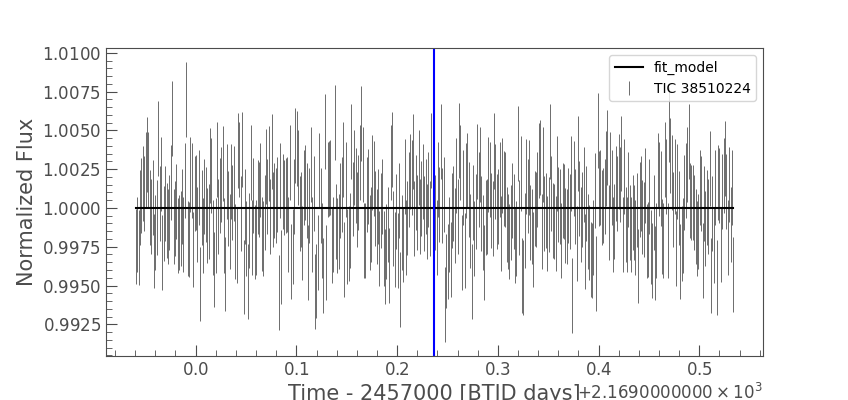 1.0100
1.0075
1.0050
1.0025
1.0000
0.9975
0.9950
0.9925
Normalized Flux
fit_model
TIC 38510224
0.0 0.1 0.2 0.3 0.4 0.5
Time - 2457000 [BTJD days]
+2.1690000000 × 10³